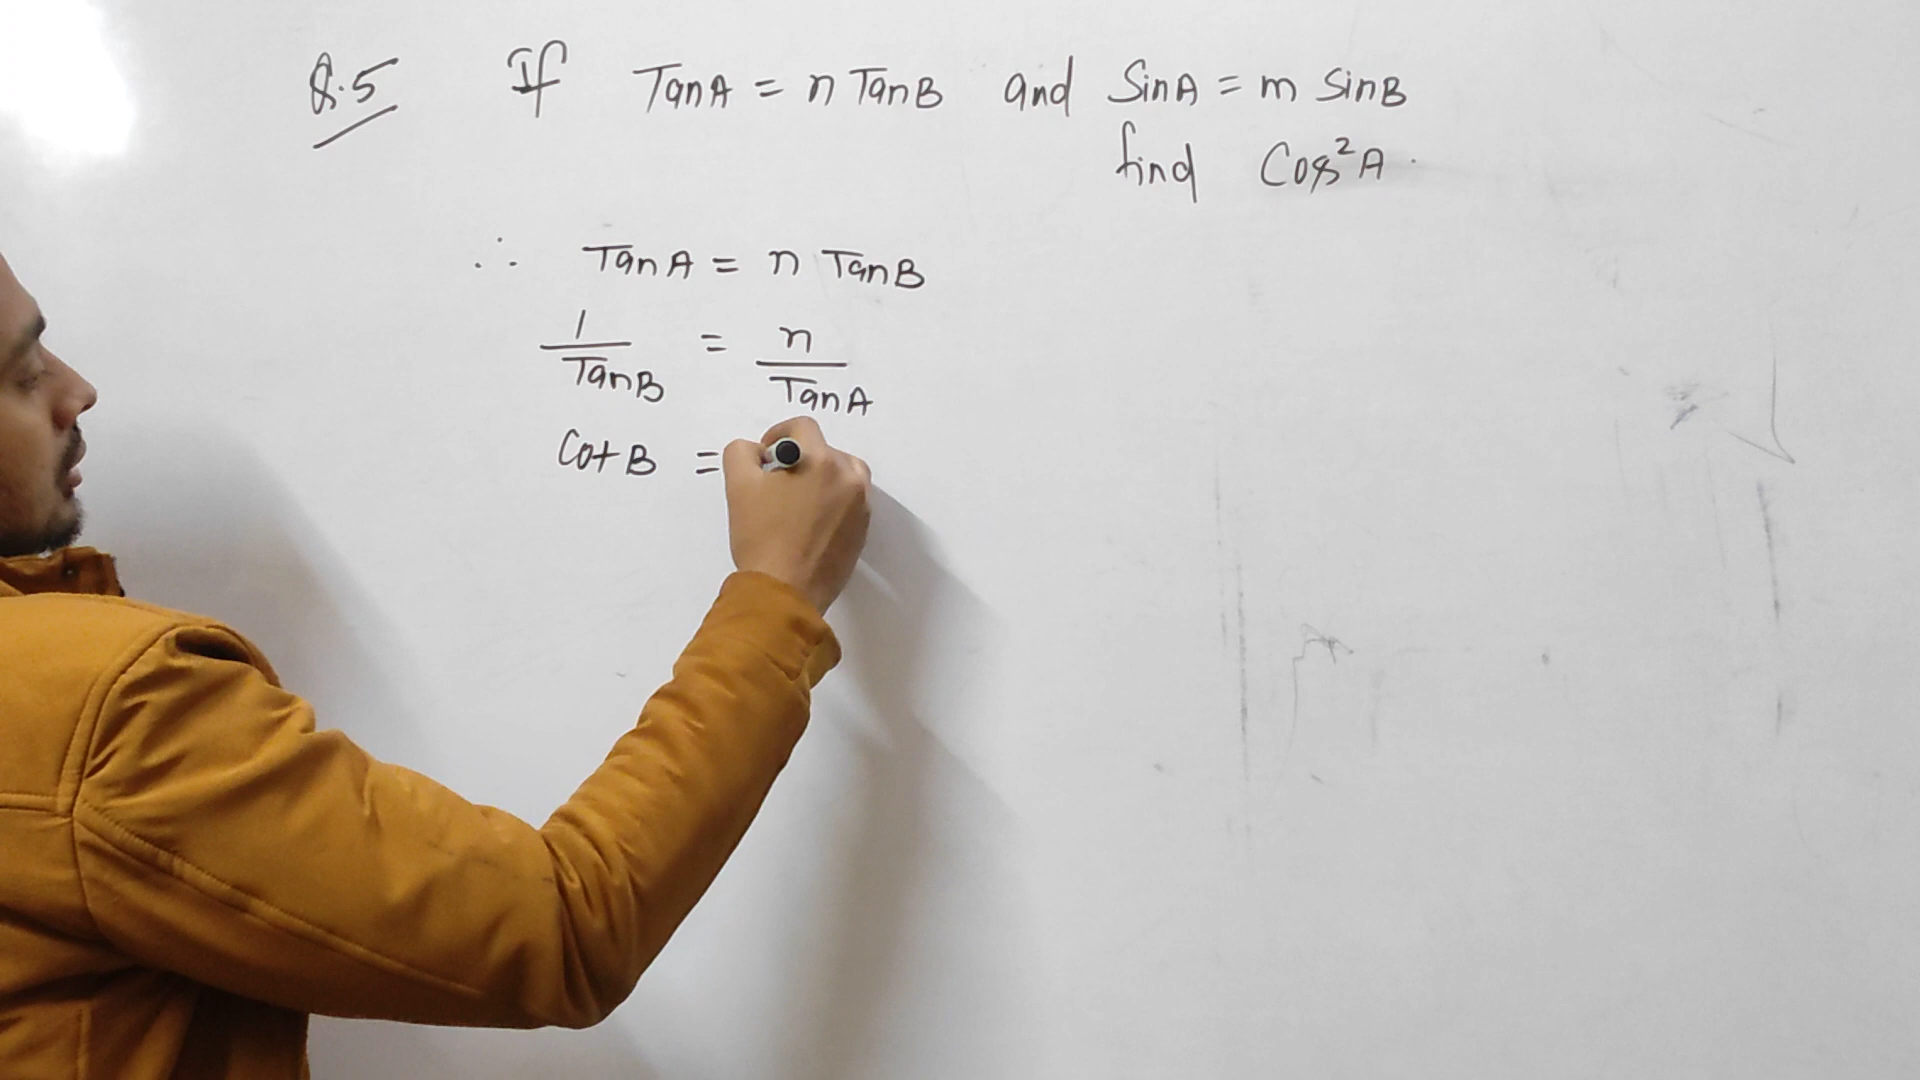 Q.5 If TanA = n TanB and SinA = m SinB
find Cos²A.
∴ TanA = n TanB
1/TanB = n/TanA
Cot B =